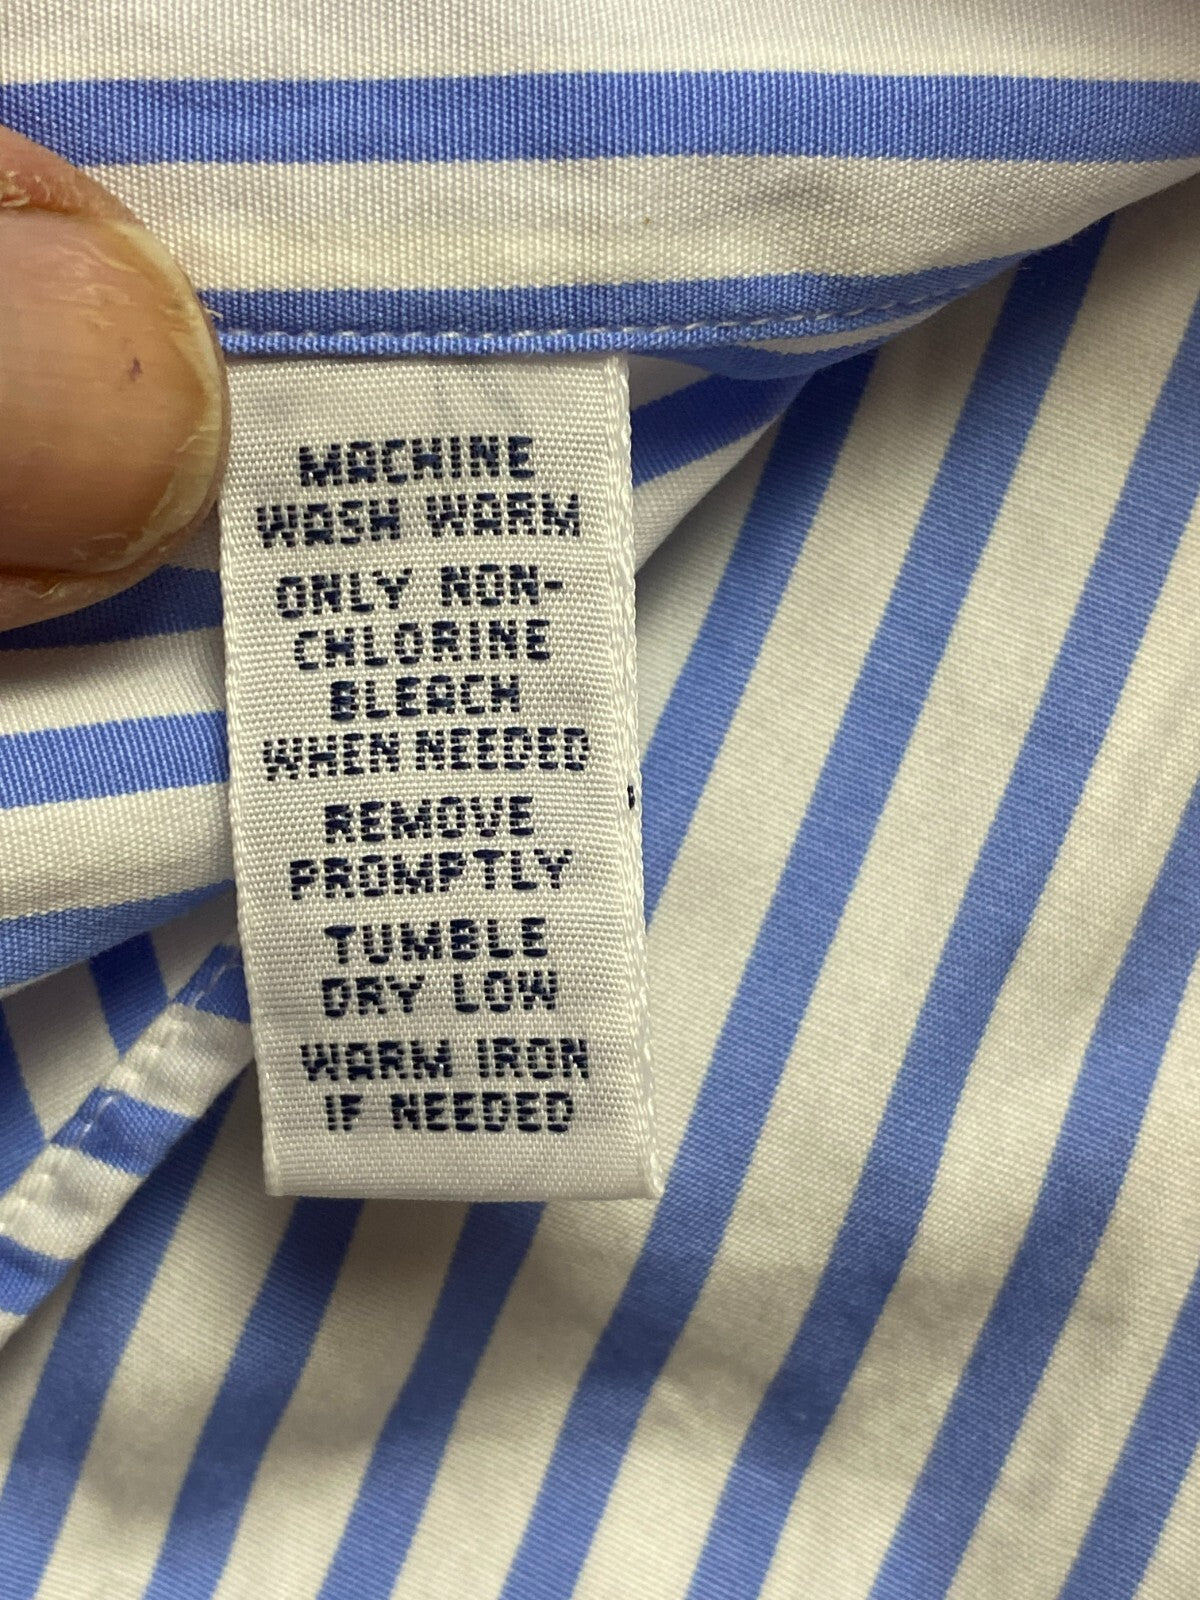 MACHINE
WASH WARM
ONLY NON-
CHLORINE
BLEACH
WHEN NEEDED
REMOVE
PROMPTLY
TUMBLE
DRY LOW
WARM IRON
IF NEEDED